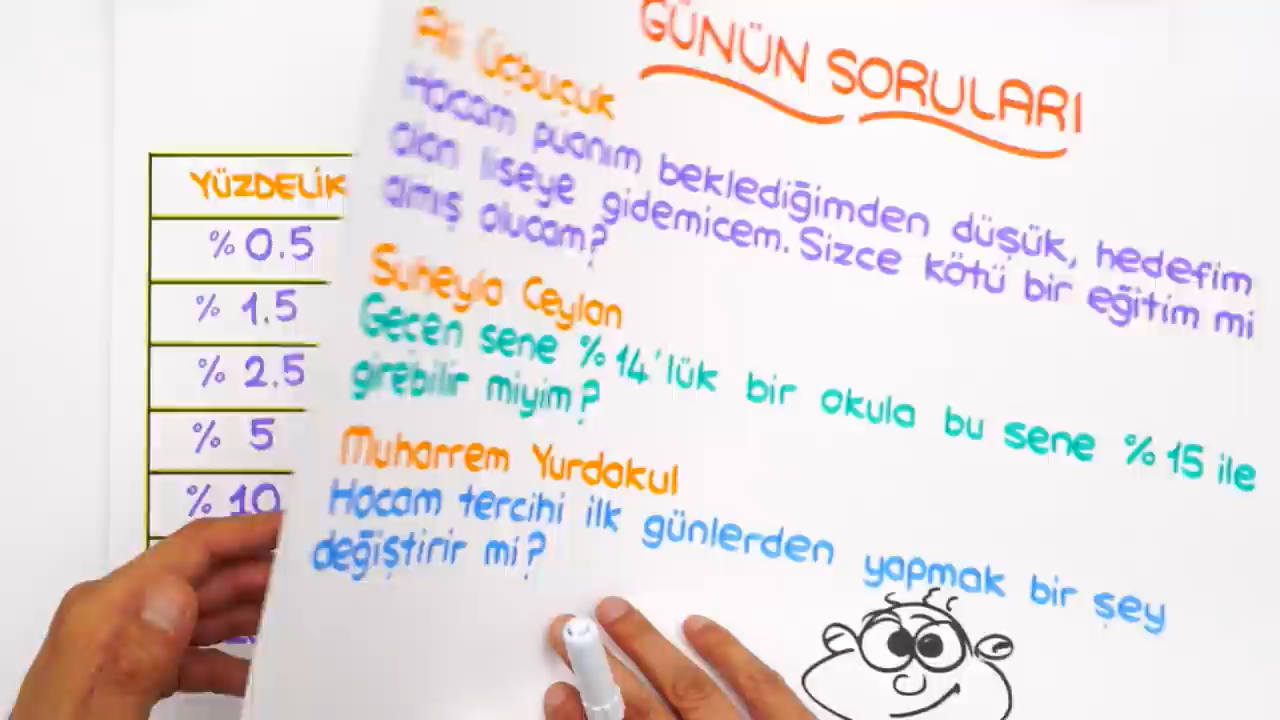 GÜNÜN SORULARI
Ali Üçbuçuk
Hocam puanım beklediğimden düşük, hedefim
olan liseye gidemicem. Sizce kötü bir eğitim mi
almış olucam?
Süheyla Ceylan
Geçen sene % 14'lük bir okula bu sene % 15 ile
girebilir miyim?
Muharrem Yurdakul
Hocam tercihi ilk günlerden yapmak bir şey
değiştirir mi?
YÜZDELİK
% 0.5
% 1.5
% 2.5
% 5
% 10